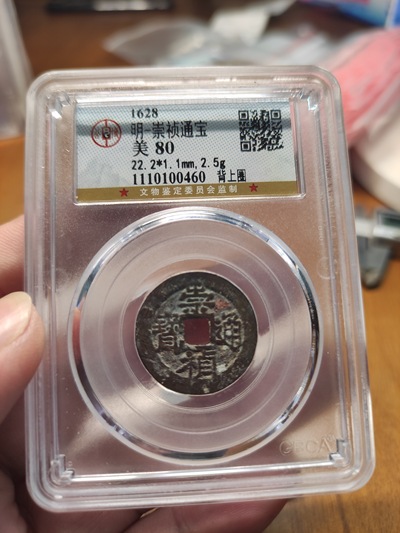 1628
明·崇祯通宝
美 80
22.2*1.1mm,2.5g
1110100460 背上圈
★ 文物鉴定委员会监制 ★
崇
寳 通
禎